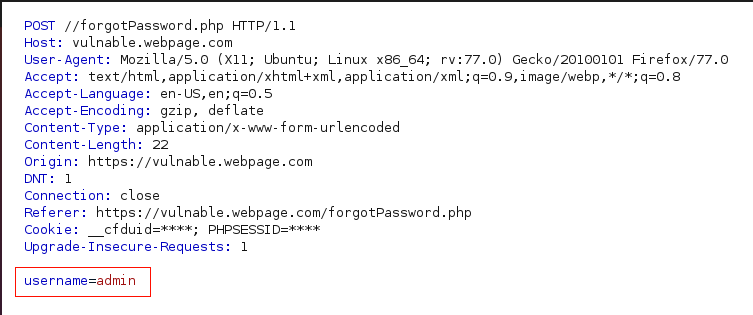 POST //forgotPassword.php HTTP/1.1
Host: vulnable.webpage.com
User-Agent: Mozilla/5.0 (X11; Ubuntu; Linux x86_64; rv:77.0) Gecko/20100101 Firefox/77.0
Accept: text/html,application/xhtml+xml,application/xml;q=0.9,image/webp,*/*;q=0.8
Accept-Language: en-US,en;q=0.5
Accept-Encoding: gzip, deflate
Content-Type: application/x-www-form-urlencoded
Content-Length: 22
Origin: https://vulnable.webpage.com
DNT: 1
Connection: close
Referer: https://vulnable.webpage.com/forgotPassword.php
Cookie: __cfduid=****; PHPSESSID=****
Upgrade-Insecure-Requests: 1
username=admin